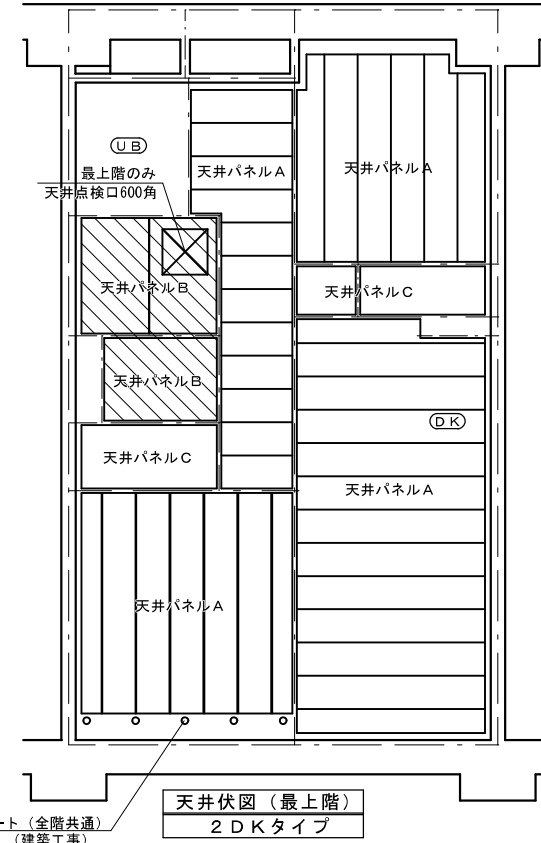 UB
最上階のみ
天井点検口600角
天井パネルA
天井パネルA
天井パネルB
天井パネルC
天井パネルB
DK
天井パネルC
天井パネルA
天井パネルA
ート（全階共通）
（建築工事）
天井伏図（最上階）
2DKタイプ